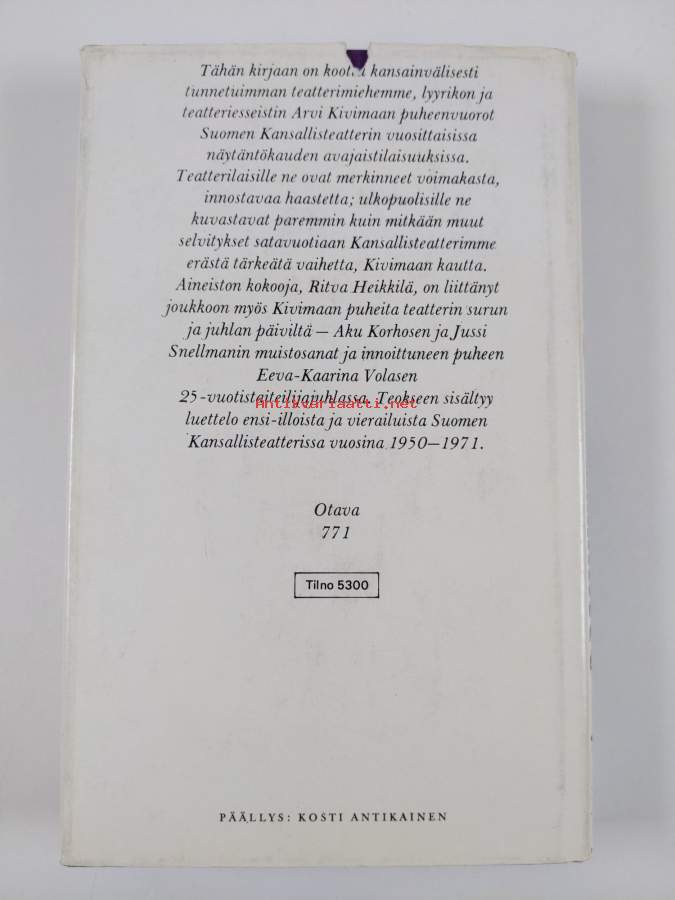 Tähän kirjaan on koottu kansainvälisesti
tunnetuimman teatterimiehemme, lyyrikon ja
teatteriesseistin Arvi Kivimaan puheenvuorot
Suomen Kansallisteatterin vuosittaisissa
näytäntökauden avajaistilaisuuksissa.
Teatterilaisille ne ovat merkinneet voimakasta,
innostavaa haastetta; ulkopuolisille ne
kuvastavat paremmin kuin mitkään muut
selvitykset satavuotiaan Kansallisteatterimme
erästä tärkeätä vaihetta, Kivimaan kautta.
Aineiston kokooja, Ritva Heikkilä, on liittänyt
joukkoon myös Kivimaan puheita teatterin surun
ja juhlan päiviltä — Aku Korhosen ja Jussi
Snellmanin muistosanat ja innoittuneen puheen
Eeva-Kaarina Volasen
25-vuotistaiteilijajuhlassa. Teokseen sisältyy
Antikvariaatti.net
luettelo ensi-illoista ja vierailuista Suomen
Kansallisteatterissa vuosina 1950—1971.
Otava
771
Tilno 5300
PÄÄLLYS: KOSTI ANTIKAINEN